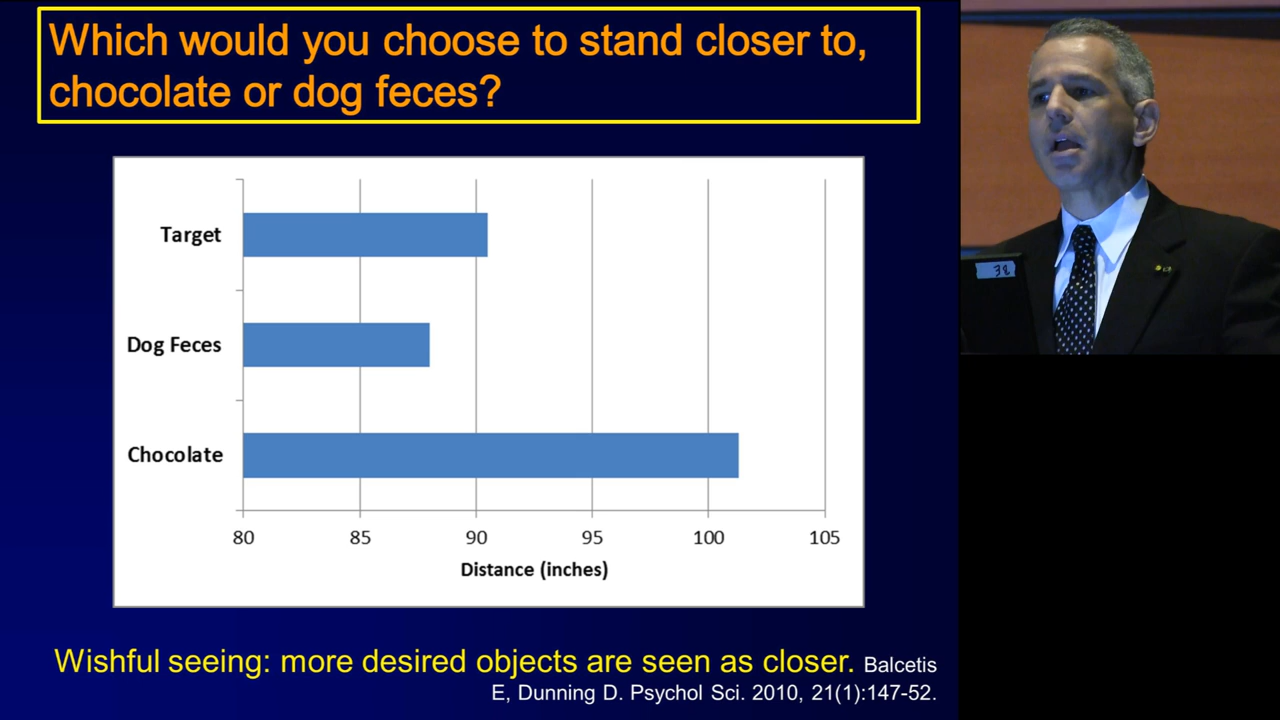 Which would you choose to stand closer to,
chocolate or dog feces?
Target
Dog Feces
Chocolate
80 85 90 95 100 105
Distance (inches)
Wishful seeing: more desired objects are seen as closer. Balcetis
E, Dunning D. Psychol Sci. 2010, 21(1):147-52.
38